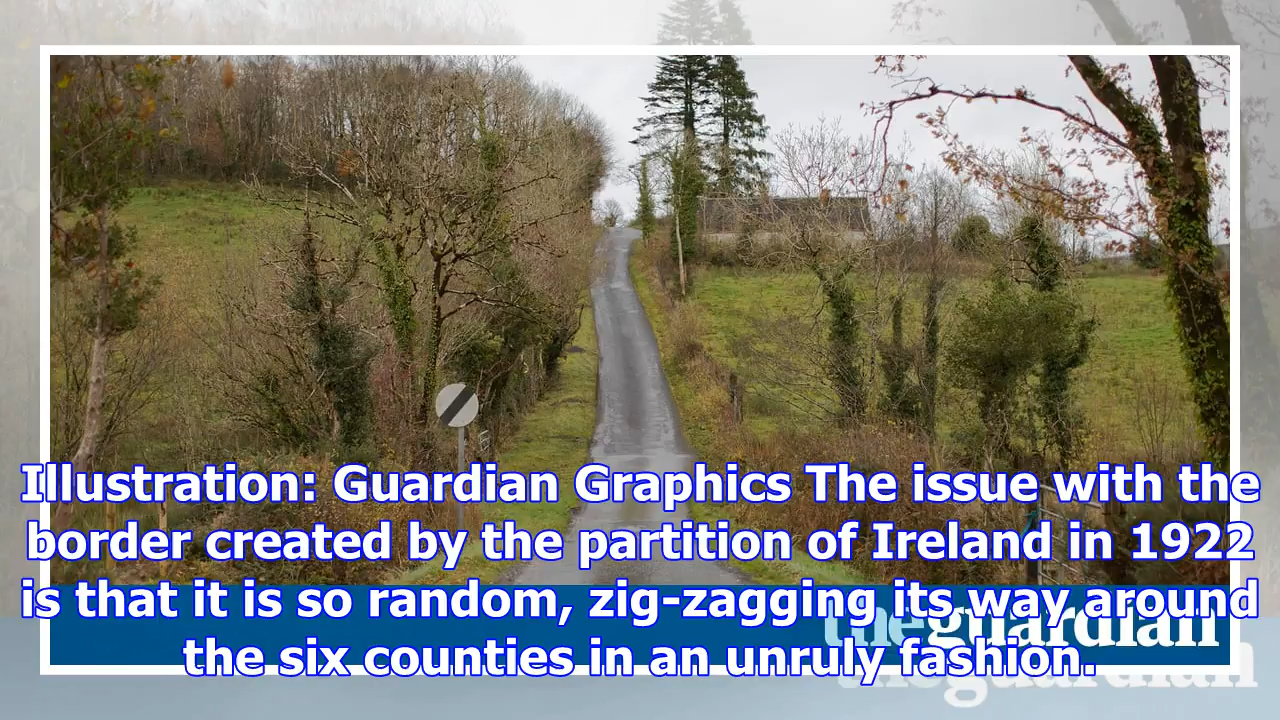 Illustration: Guardian Graphics The issue with the
border created by the partition of Ireland in 1922
is that it is so random, zig-zagging its way around
the six counties in an unruly fashion.
theguardian
theguardian